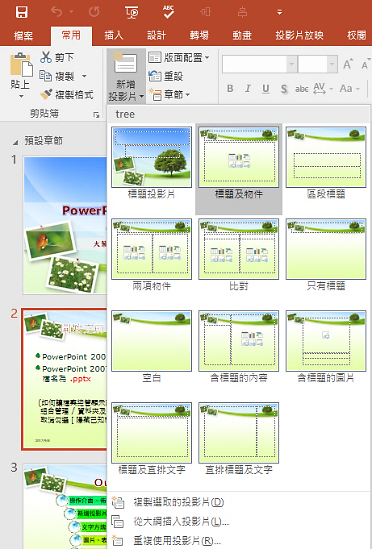 檔案 常用 插入 設計 轉場 動畫 投影片放映 校閱
貼上
剪下
複製
複製格式
剪貼簿
新增
投影片
版面配置
重設
章節
B I U S abc AV Aa
預設章節
tree
標題投影片 標題及物件 區段標題
兩項物件 比對 只有標題
空白 含標題的內容 含標題的圖片
標題及直排文字 直排標題及文字
複製選取的投影片(D)
從大綱插入投影片(L)...
重複使用投影片(R)...
1
PowerP
2
PowerPoint 200
PowerPoint 2007
檔名為 .pptx
3